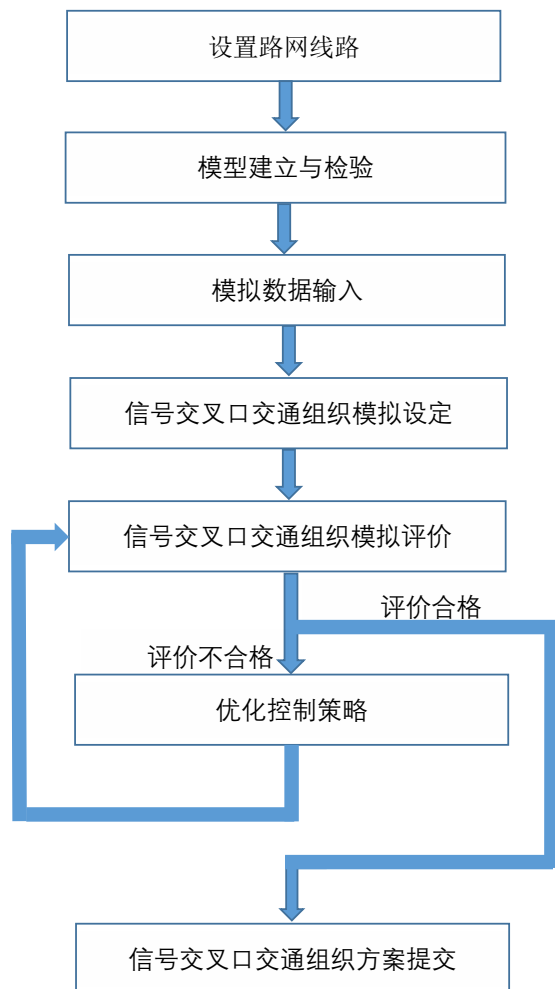 设置路网线路
模型建立与检验
模拟数据输入
信号交叉口交通组织模拟设定
信号交叉口交通组织模拟评价
评价合格
评价不合格
优化控制策略
信号交叉口交通组织方案提交